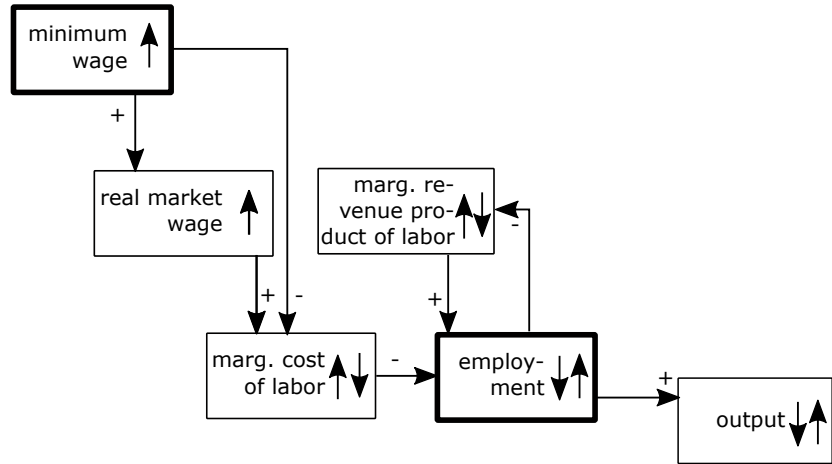 minimum
wage
+
-
real market
wage
marg. re-
venue pro-
duct of labor
-
+
-
+
marg. cost
of labor
-
employ-
ment
+
output